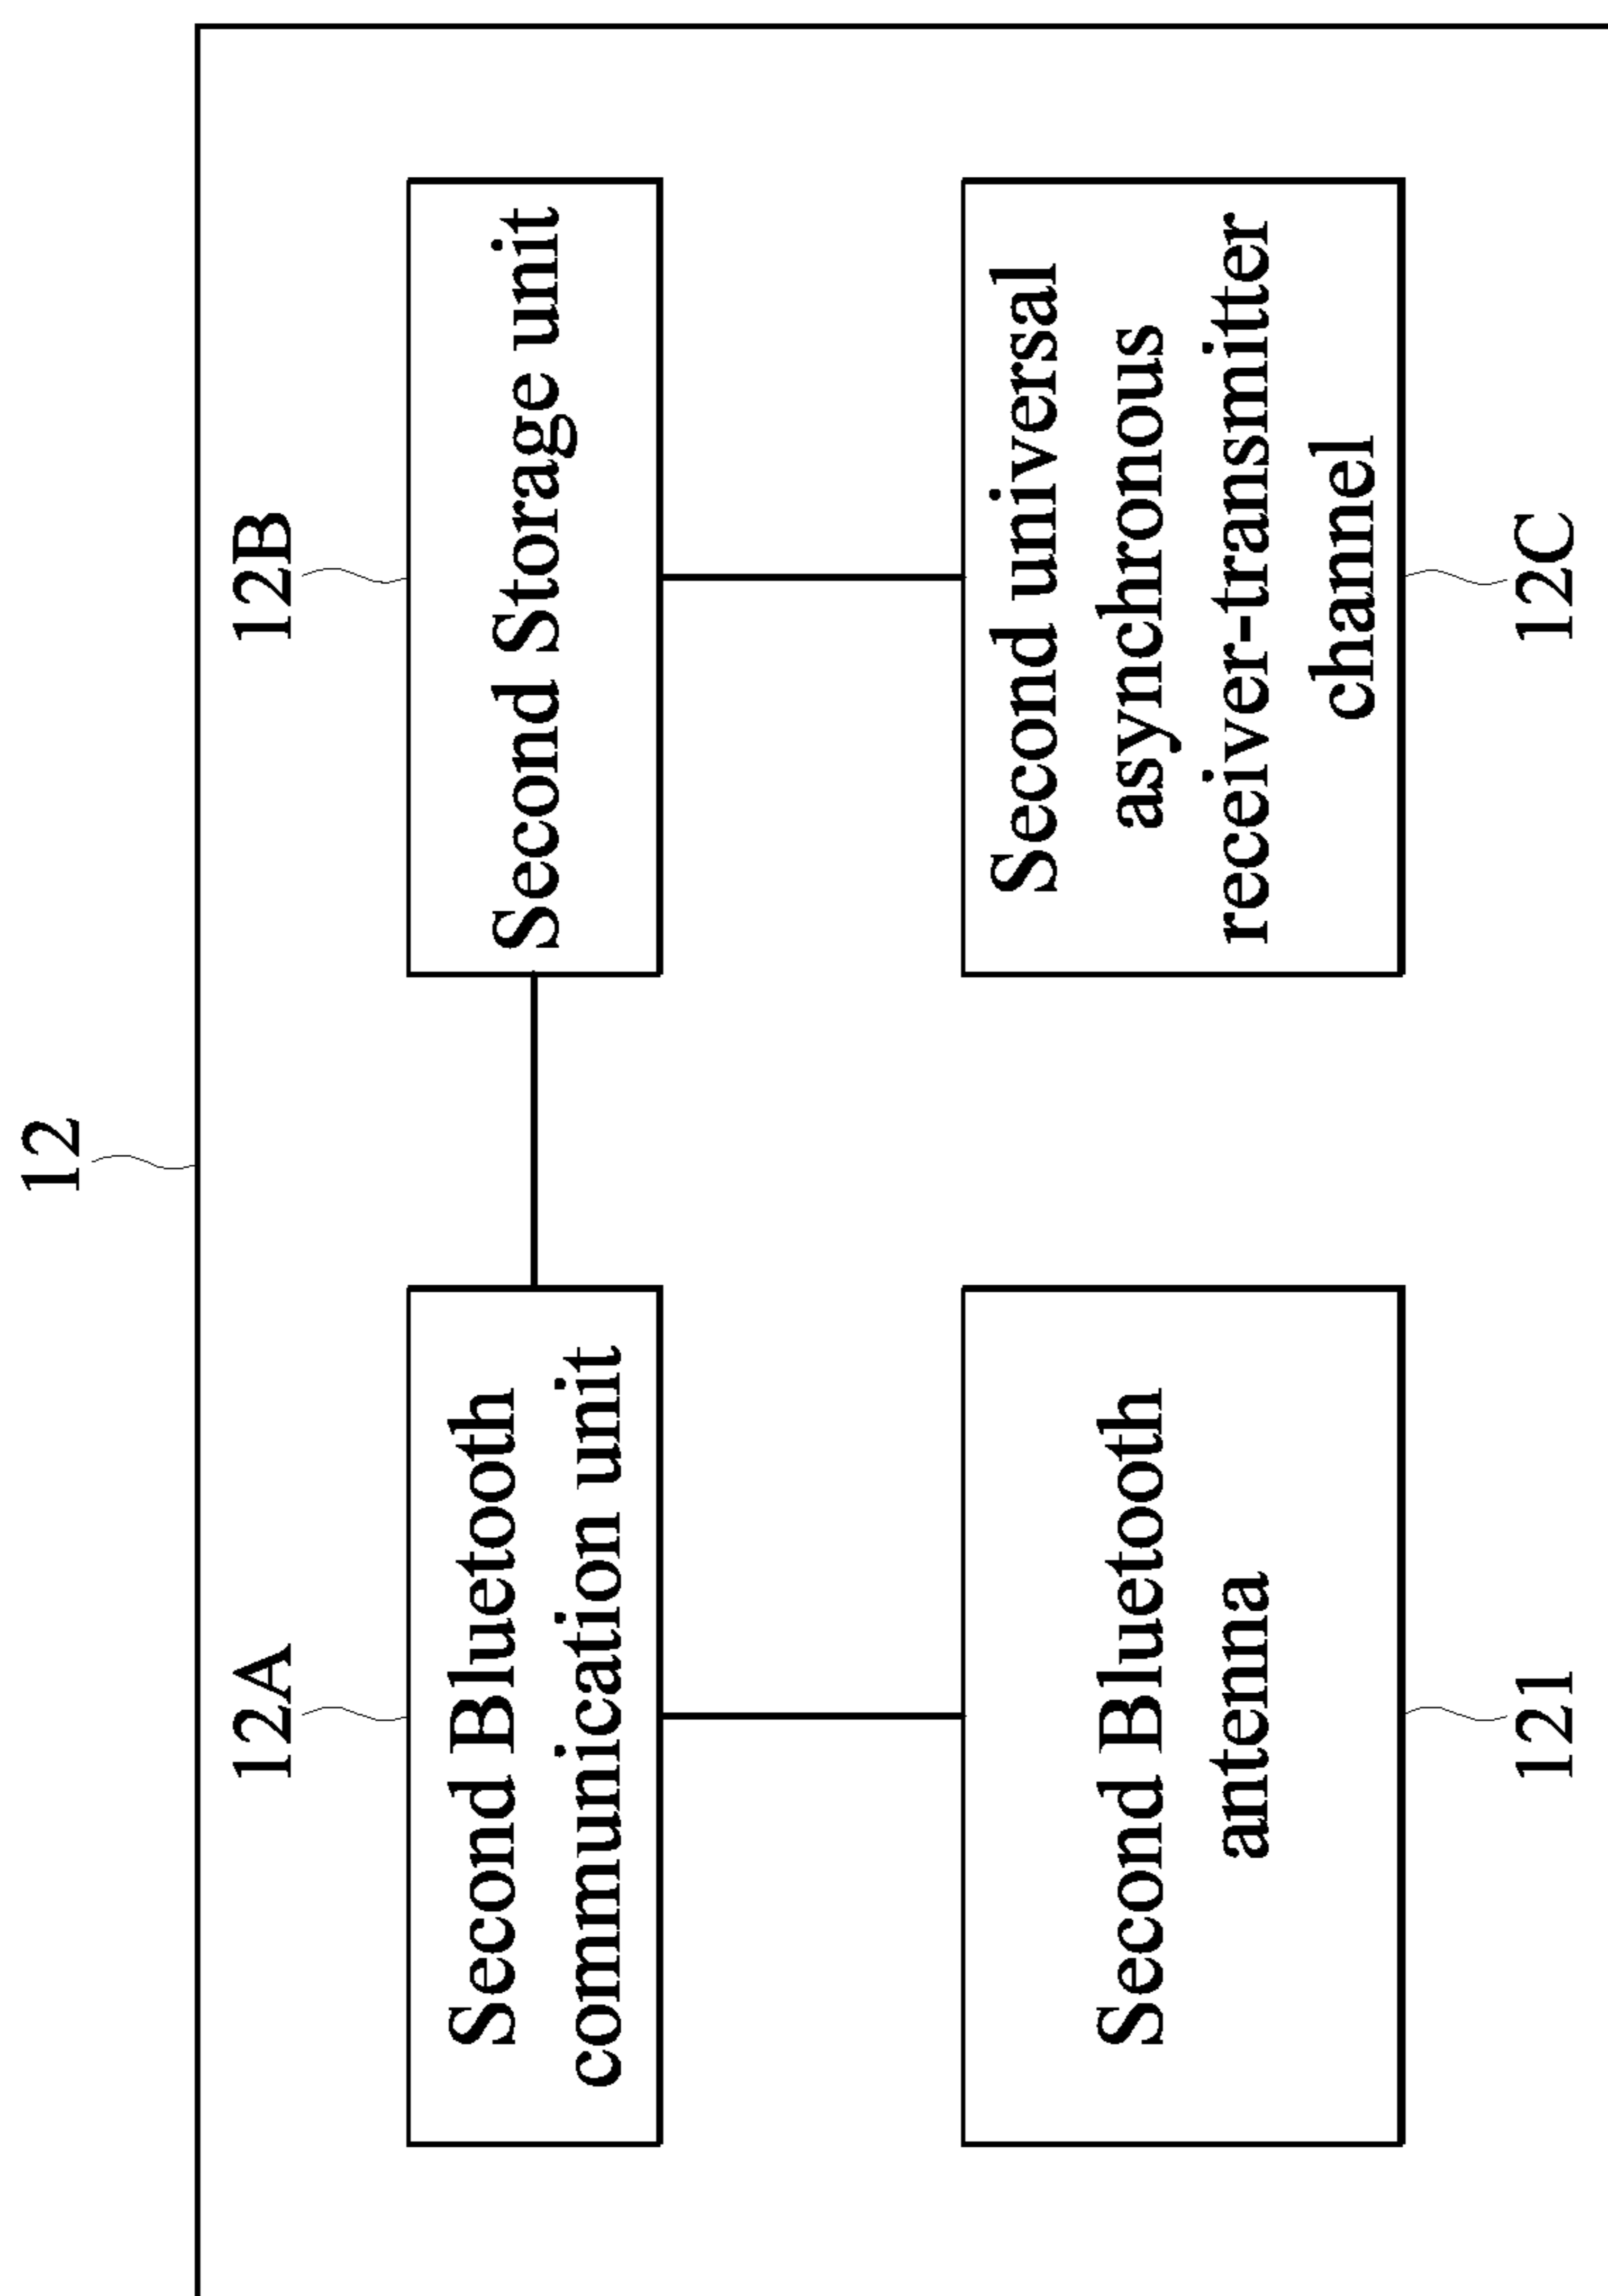 12
12A
12B
Second Bluetooth
communication unit
Second Storage unit
Second Bluetooth
antenna
Second universal
asynchronous
receiver-transmitter
channel
121
12C